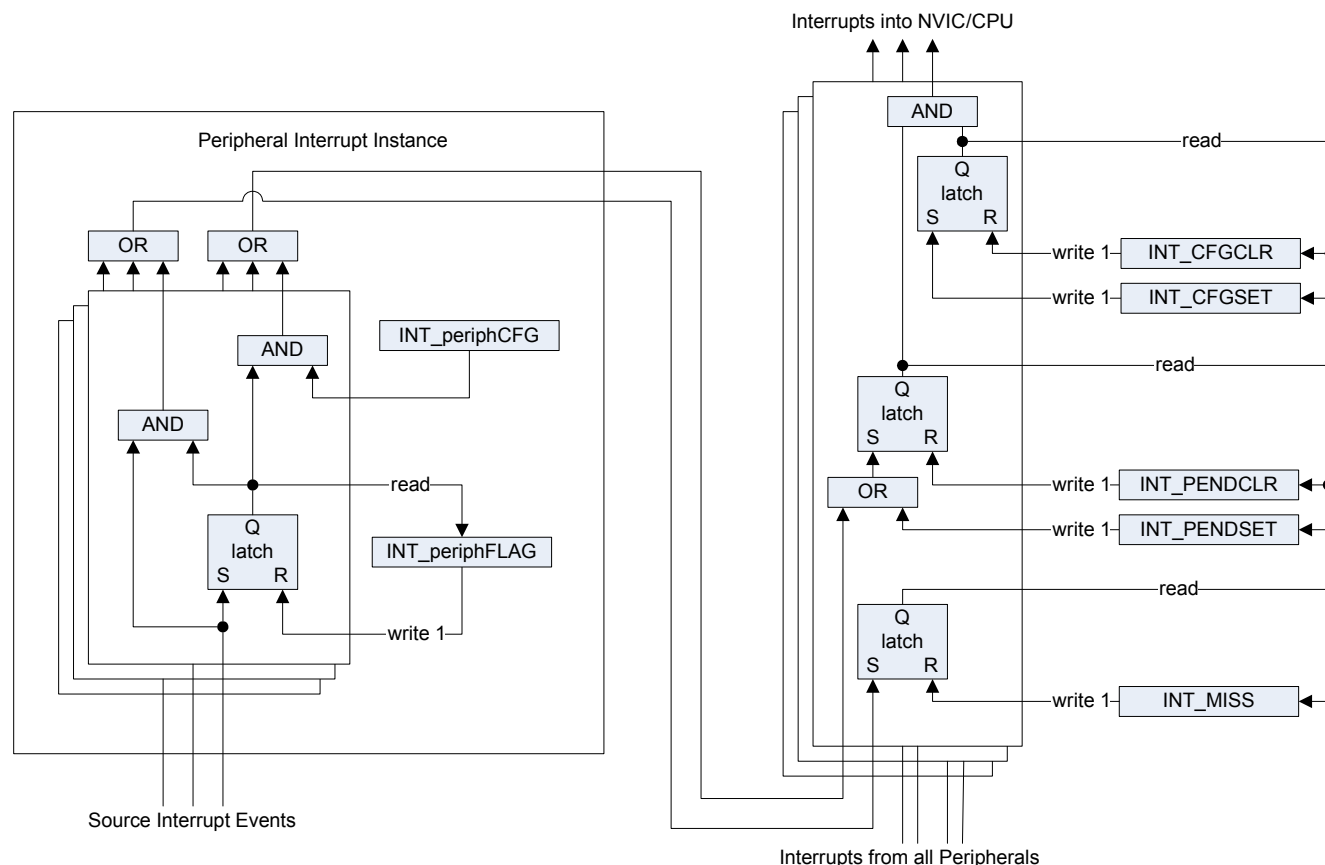 Interrupts into NVIC/CPU
Peripheral Interrupt Instance
OR
OR
AND
INT_periphCFG
AND
read
Q
latch
S R
INT_periphFLAG
write 1
Source Interrupt Events
AND
read
Q
latch
S R
write 1
INT_CFGCLR
write 1
INT_CFGSET
read
Q
latch
S R
write 1
INT_PENDCLR
OR
write 1
INT_PENDSET
read
Q
latch
S R
write 1
INT_MISS
Interrupts from all Peripherals